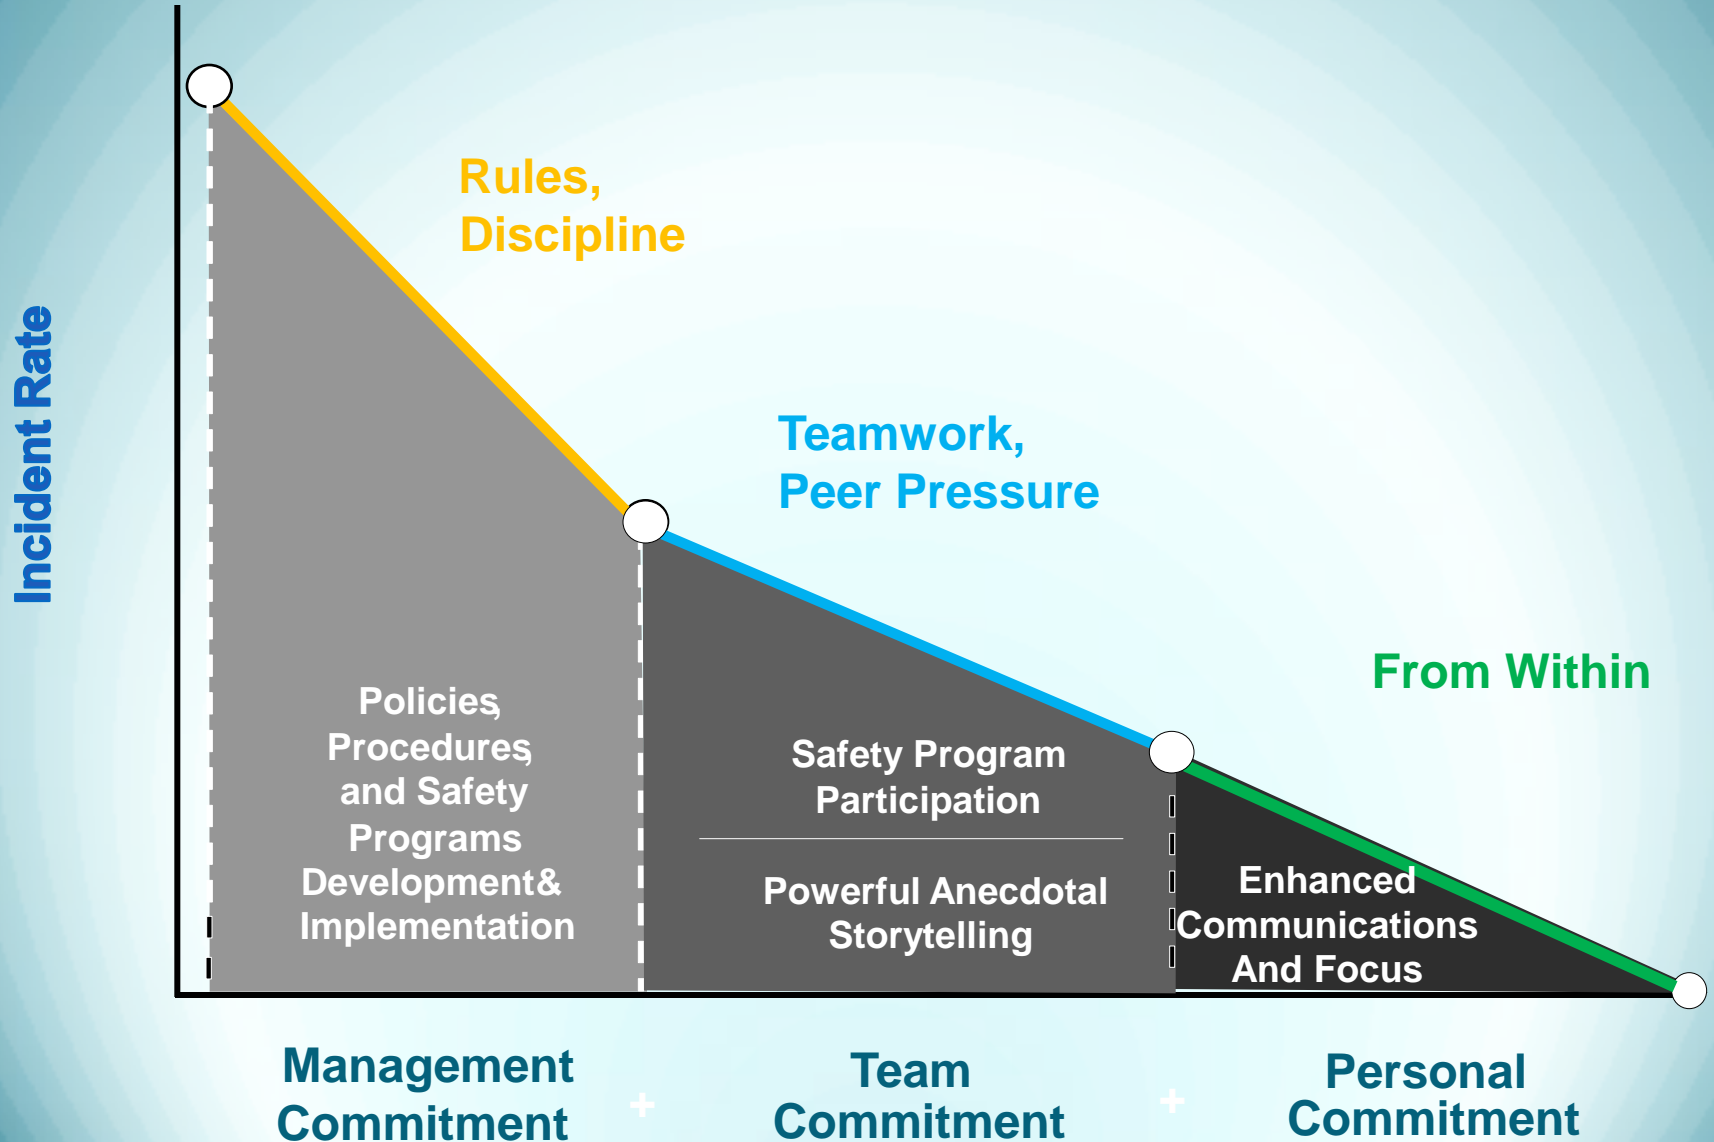 Rules,
Discipline
Incident Rate
Teamwork,
Peer Pressure
From Within
Policies,
Procedures,
and Safety
Programs
Development&
Implementation
Safety Program
Participation
Powerful Anecdotal
Storytelling
Enhanced
Communications
And Focus
Management
Commitment
+
Team
Commitment
+
Personal
Commitment